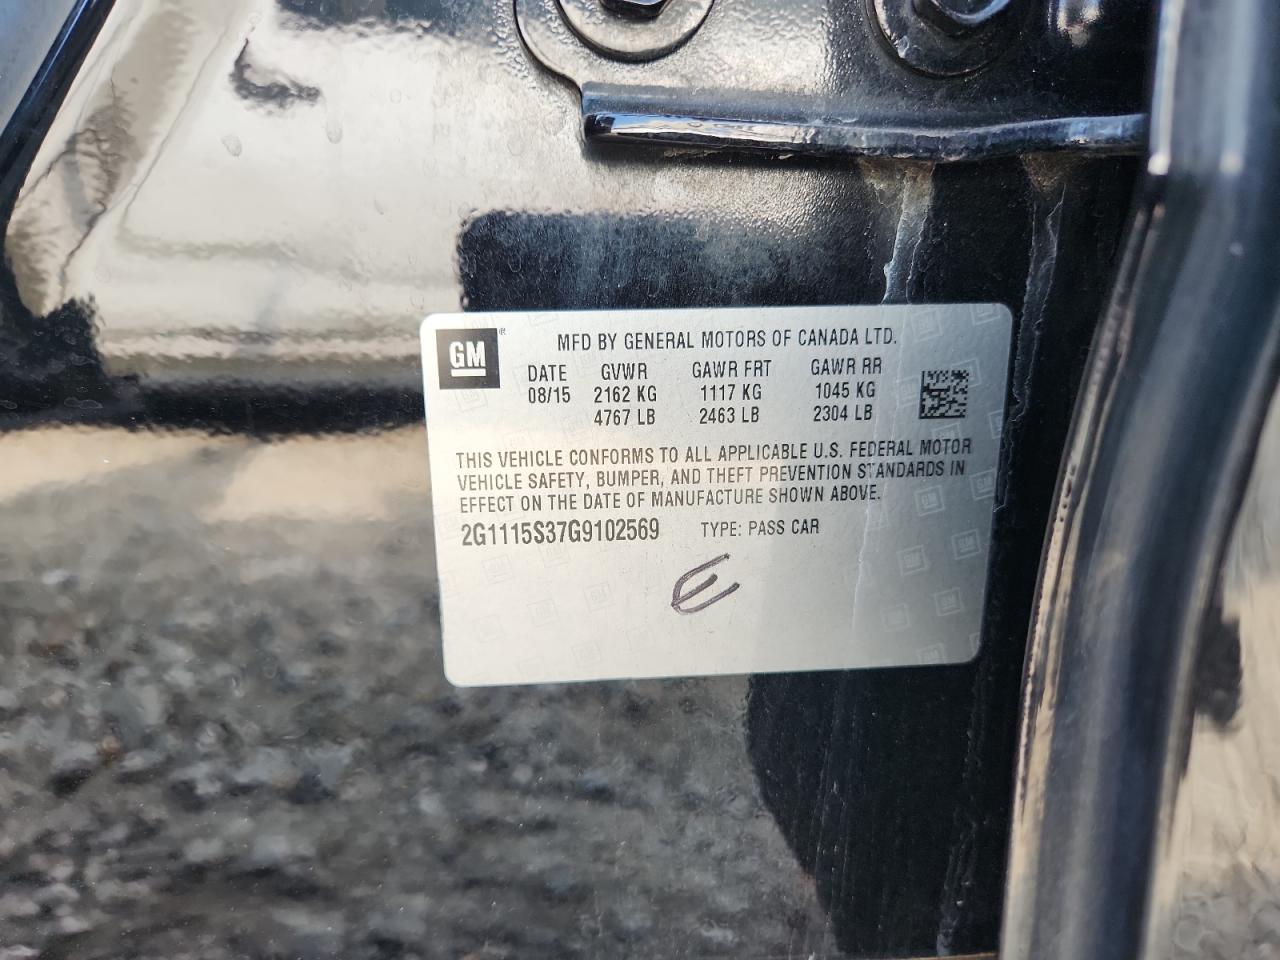 GM®
MFD BY GENERAL MOTORS OF CANADA LTD.
DATE GVWR GAWR FRT GAWR RR
08/15 2162 KG 1117 KG 1045 KG
4767 LB 2463 LB 2304 LB
THIS VEHICLE CONFORMS TO ALL APPLICABLE U.S. FEDERAL MOTOR
VEHICLE SAFETY, BUMPER, AND THEFT PREVENTION STANDARDS IN
EFFECT ON THE DATE OF MANUFACTURE SHOWN ABOVE.
2G1115S37G9102569 TYPE: PASS CAR
E